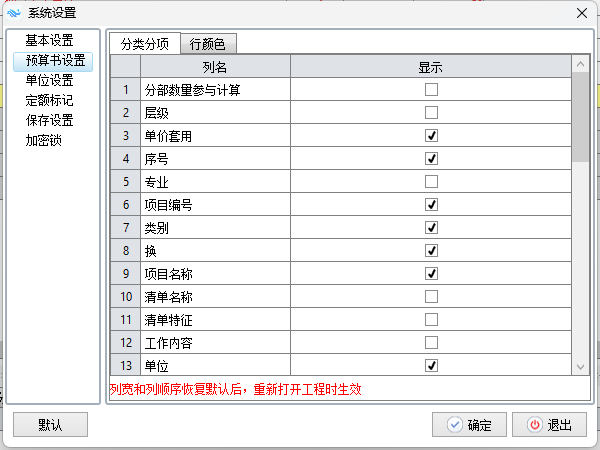 系统设置
基本设置
预算书设置
单位设置
定额标记
保存设置
加密锁
分类分项
行颜色
列名 显示
1 分部数量参与计算
2 层级
3 单价套用
4 序号
5 专业
6 项目编号
7 类别
8 换
9 项目名称
10 清单名称
11 清单特征
12 工作内容
13 单位
列宽和列顺序恢复默认后，重新打开工程时生效
默认
确定
退出